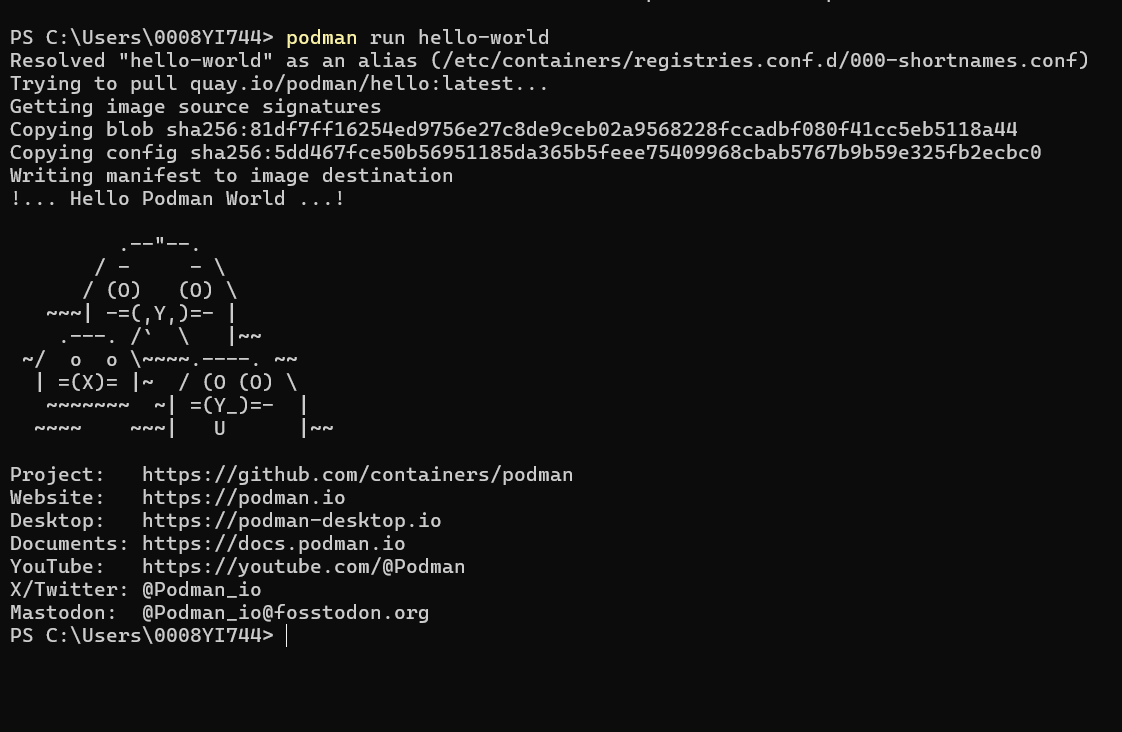 PS C:\Users\0008YI744> podman run hello-world
Resolved "hello-world" as an alias (/etc/containers/registries.conf.d/000-shortnames.conf)
Trying to pull quay.io/podman/hello:latest...
Getting image source signatures
Copying blob sha256:81df7ff16254ed9756e27c8de9ceb02a9568228fccadbf080f41cc5eb5118a44
Copying config sha256:5dd467fce50b56951185da365b5feee75409968cbab5767b9b59e325fb2ecbc0
Writing manifest to image destination
!... Hello Podman World ...!

         .--"--.
       / -     - \
      / (O)   (O) \
   ~~~| -=(,Y,)=- |
    .---. /`  \   |~~
 ~/  o  o \~~~~.----. ~~
  | =(X)= |~  / (O (O) \
   ~~~~~~~  ~| =(Y_)=-  |
  ~~~~    ~~~|   U      |~~

Project:   https://github.com/containers/podman
Website:   https://podman.io
Desktop:   https://podman-desktop.io
Documents: https://docs.podman.io
YouTube:   https://youtube.com/@Podman
X/Twitter: @Podman_io
Mastodon:  @Podman_io@fosstodon.org
PS C:\Users\0008YI744>